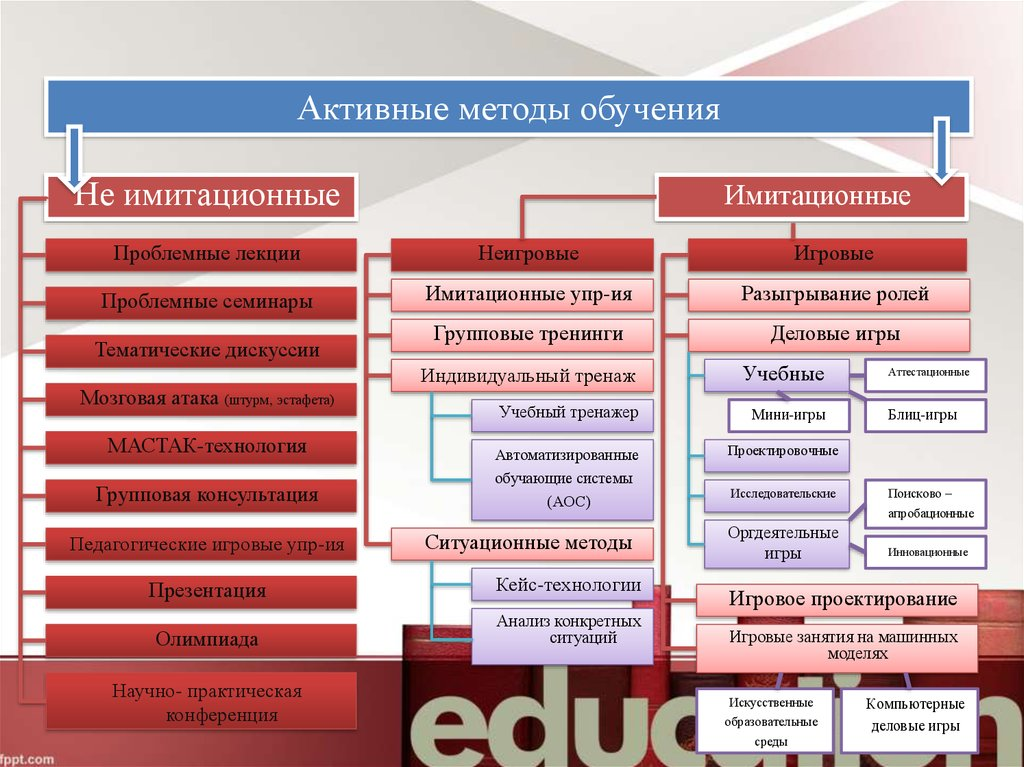 Активные методы обучения
Не имитационные
Имитационные
Проблемные лекции
Проблемные семинары
Тематические дискуссии
Мозговая атака (штурм, эстафета)
МАСТАК-технология
Групповая консультация
Педагогические игровые упр-ия
Презентация
Олимпиада
Научно- практическая
конференция
Неигровые
Имитационные упр-ия
Групповые тренинги
Индивидуальный тренаж
Учебный тренажер
Автоматизированные
обучающие системы
(АОС)
Ситуационные методы
Кейс-технологии
Анализ конкретных
ситуаций
Игровые
Разыгрывание ролей
Деловые игры
Учебные
Аттестационные
Мини-игры
Блиц-игры
Проектировочные
Исследовательские
Поисково –
апробационные
Оргдеятельные
игры
Инновационные
Игровое проектирование
Игровые занятия на машинных
моделях
Искусственные
образовательные
среды
Компьютерные
деловые игры
education
fppt.com